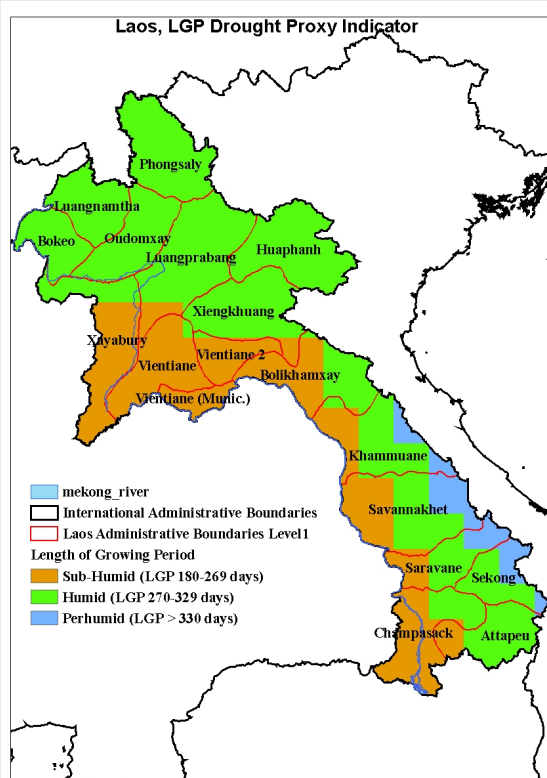 Laos, LGP Drought Proxy Indicator
Phongsaly
Luangnamtha
Bokeo
Oudomxay
Luangprabang
Huaphanh
Xiengkhuang
Xayabury
Vientiane
Vientiane 2
Bolikhamxay
Vientiane (Munic.)
Khammuane
Savannakhet
Saravane
Sekong
Champasack
Attapeu
mekong_river
International Administrative Boundaries
Laos Administrative Boundaries Level1
Length of Growing Period
Sub-Humid (LGP 180-269 days)
Humid (LGP 270-329 days)
Perhumid (LGP > 330 days)